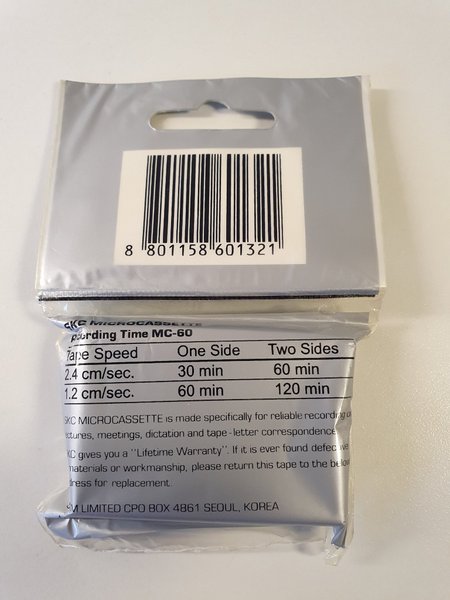 8 801158 601321
SKC MICROCASSETTE
Recording Time MC-60
Tape Speed One Side Two Sides
2.4 cm/sec. 30 min 60 min
1.2 cm/sec. 60 min 120 min
SKC MICROCASSETTE is made specifically for reliable recording
lectures, meetings, dictation and tape-letter correspondence
SKC gives you a "Lifetime Warranty". If it is ever found defective
materials or workmanship, please return this tape to the below
address for replacement.
LIMITED CPO BOX 4861 SEOUL, KOREA